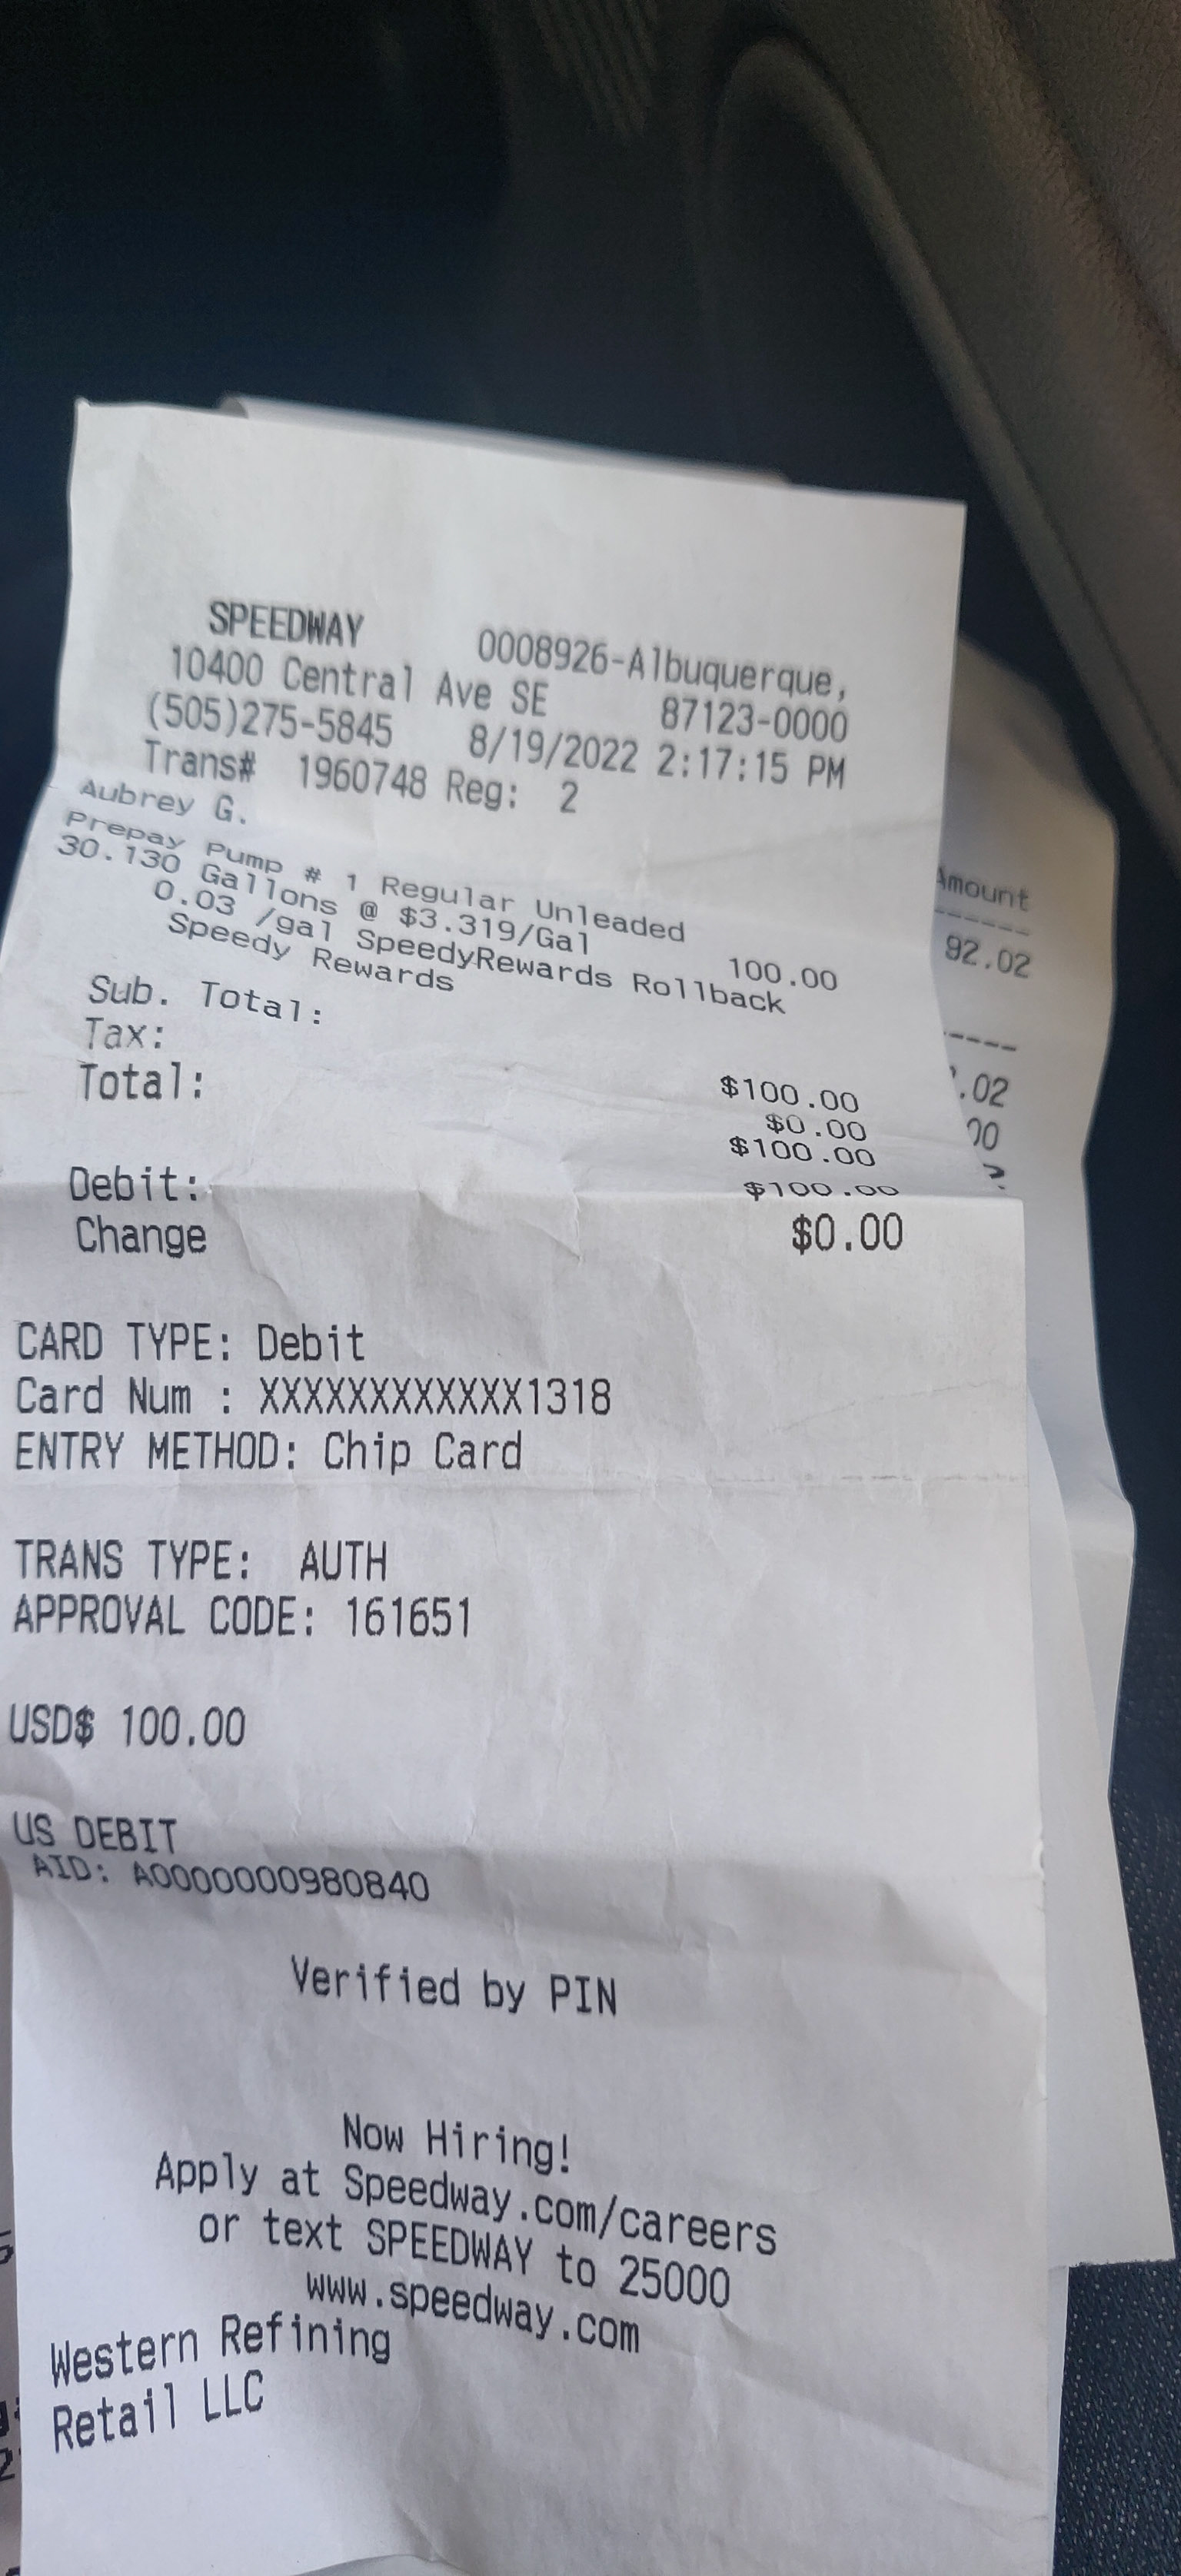 SPEEDWAY 0008926-Albuquerque,
10400 Central Ave SE 87123-0000
(505)275-5845 8/19/2022 2:17:15 PM
Trans# 1960748 Reg: 2
Aubrey G.
Prepay Pump # 1 Regular Unleaded
30.130 Gallons @ $3.319/Gal 100.00
0.03 /gal SpeedyRewards Rollback
Speedy Rewards
Sub. Total: $100.00
Tax: $0.00
Total: $100.00
Debit: $100.00
Change $0.00
CARD TYPE: Debit
Card Num : XXXXXXXXXXXX1318
ENTRY METHOD: Chip Card
TRANS TYPE: AUTH
APPROVAL CODE: 161651
USD$ 100.00
US DEBIT
AID: A0000000980840
Verified by PIN
Now Hiring!
Apply at Speedway.com/careers
or text SPEEDWAY to 25000
www.speedway.com
Western Refining
Retail LLC
Amount
------
92.02
-----
.02
00